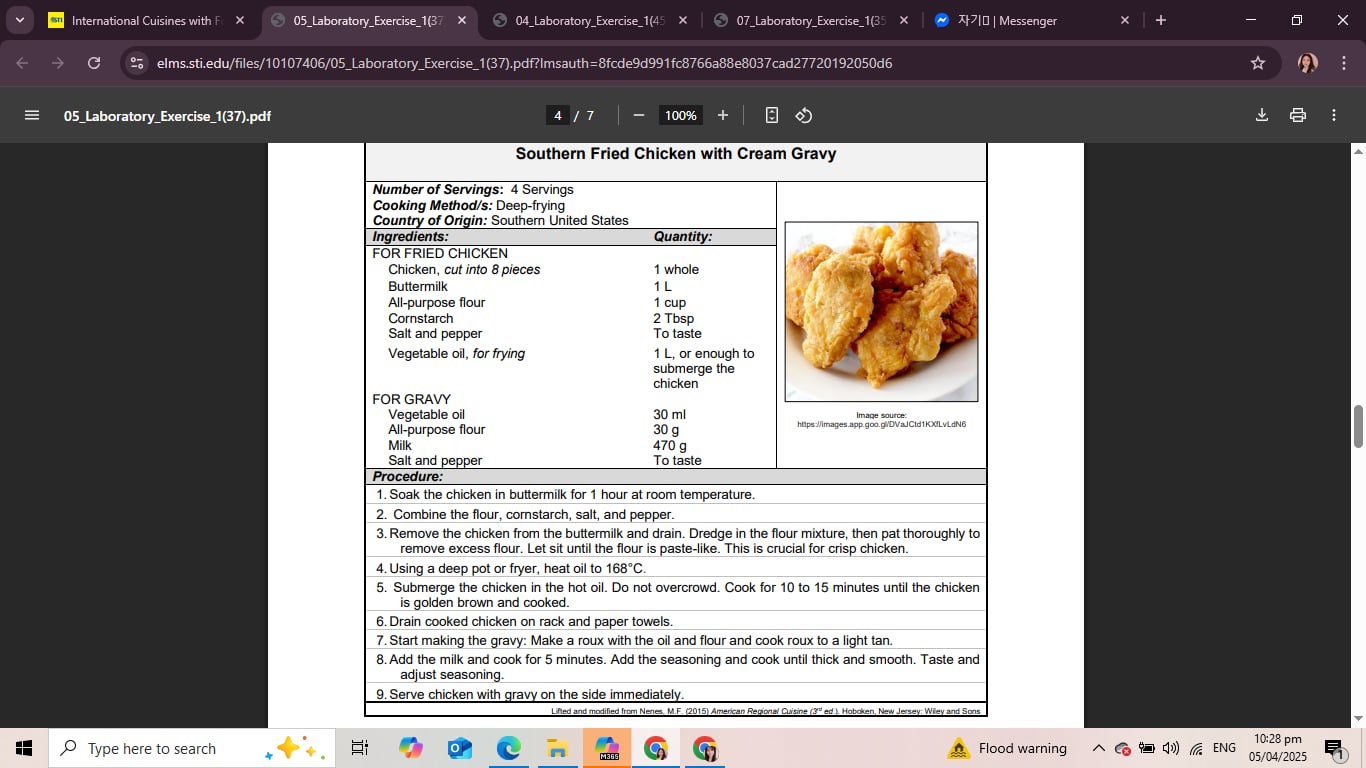 International Cuisines with F
05_Laboratory_Exercise_1(37
04_Laboratory_Exercise_1(45
07_Laboratory_Exercise_1(35
자기 | Messenger
elms.sti.edu/files/10107406/05_Laboratory_Exercise_1(37).pdf?lmsauth=8fcde9d991fc8766a88e8037cad27720192050d6
05_Laboratory_Exercise_1(37).pdf
4 / 7
100%
Southern Fried Chicken with Cream Gravy
Number of Servings: 4 Servings
Cooking Method/s: Deep-frying
Country of Origin: Southern United States
Ingredients: Quantity:
FOR FRIED CHICKEN
Chicken, cut into 8 pieces 1 whole
Buttermilk 1 L
All-purpose flour 1 cup
Cornstarch 2 Tbsp
Salt and pepper To taste
Vegetable oil, for frying 1 L, or enough to
submerge the
chicken
FOR GRAVY
Vegetable oil 30 ml
All-purpose flour 30 g
Milk 470 g
Salt and pepper To taste
Image source:
https://images.app.goo.gl/DVaJCtd1KXfLvLdN6
Procedure:
1. Soak the chicken in buttermilk for 1 hour at room temperature.
2. Combine the flour, cornstarch, salt, and pepper.
3. Remove the chicken from the buttermilk and drain. Dredge in the flour mixture, then pat thoroughly to
remove excess flour. Let sit until the flour is paste-like. This is crucial for crisp chicken.
4. Using a deep pot or fryer, heat oil to 168°C.
5. Submerge the chicken in the hot oil. Do not overcrowd. Cook for 10 to 15 minutes until the chicken
is golden brown and cooked.
6. Drain cooked chicken on rack and paper towels.
7. Start making the gravy: Make a roux with the oil and flour and cook roux to a light tan.
8. Add the milk and cook for 5 minutes. Add the seasoning and cook until thick and smooth. Taste and
adjust seasoning.
9. Serve chicken with gravy on the side immediately.
Lifted and modified from Nenes, M.F. (2015) American Regional Cuisine (3rd ed.). Hoboken, New Jersey: Wiley and Sons
Type here to search
M365
Flood warning
ENG
10:28 pm
05/04/2025
1